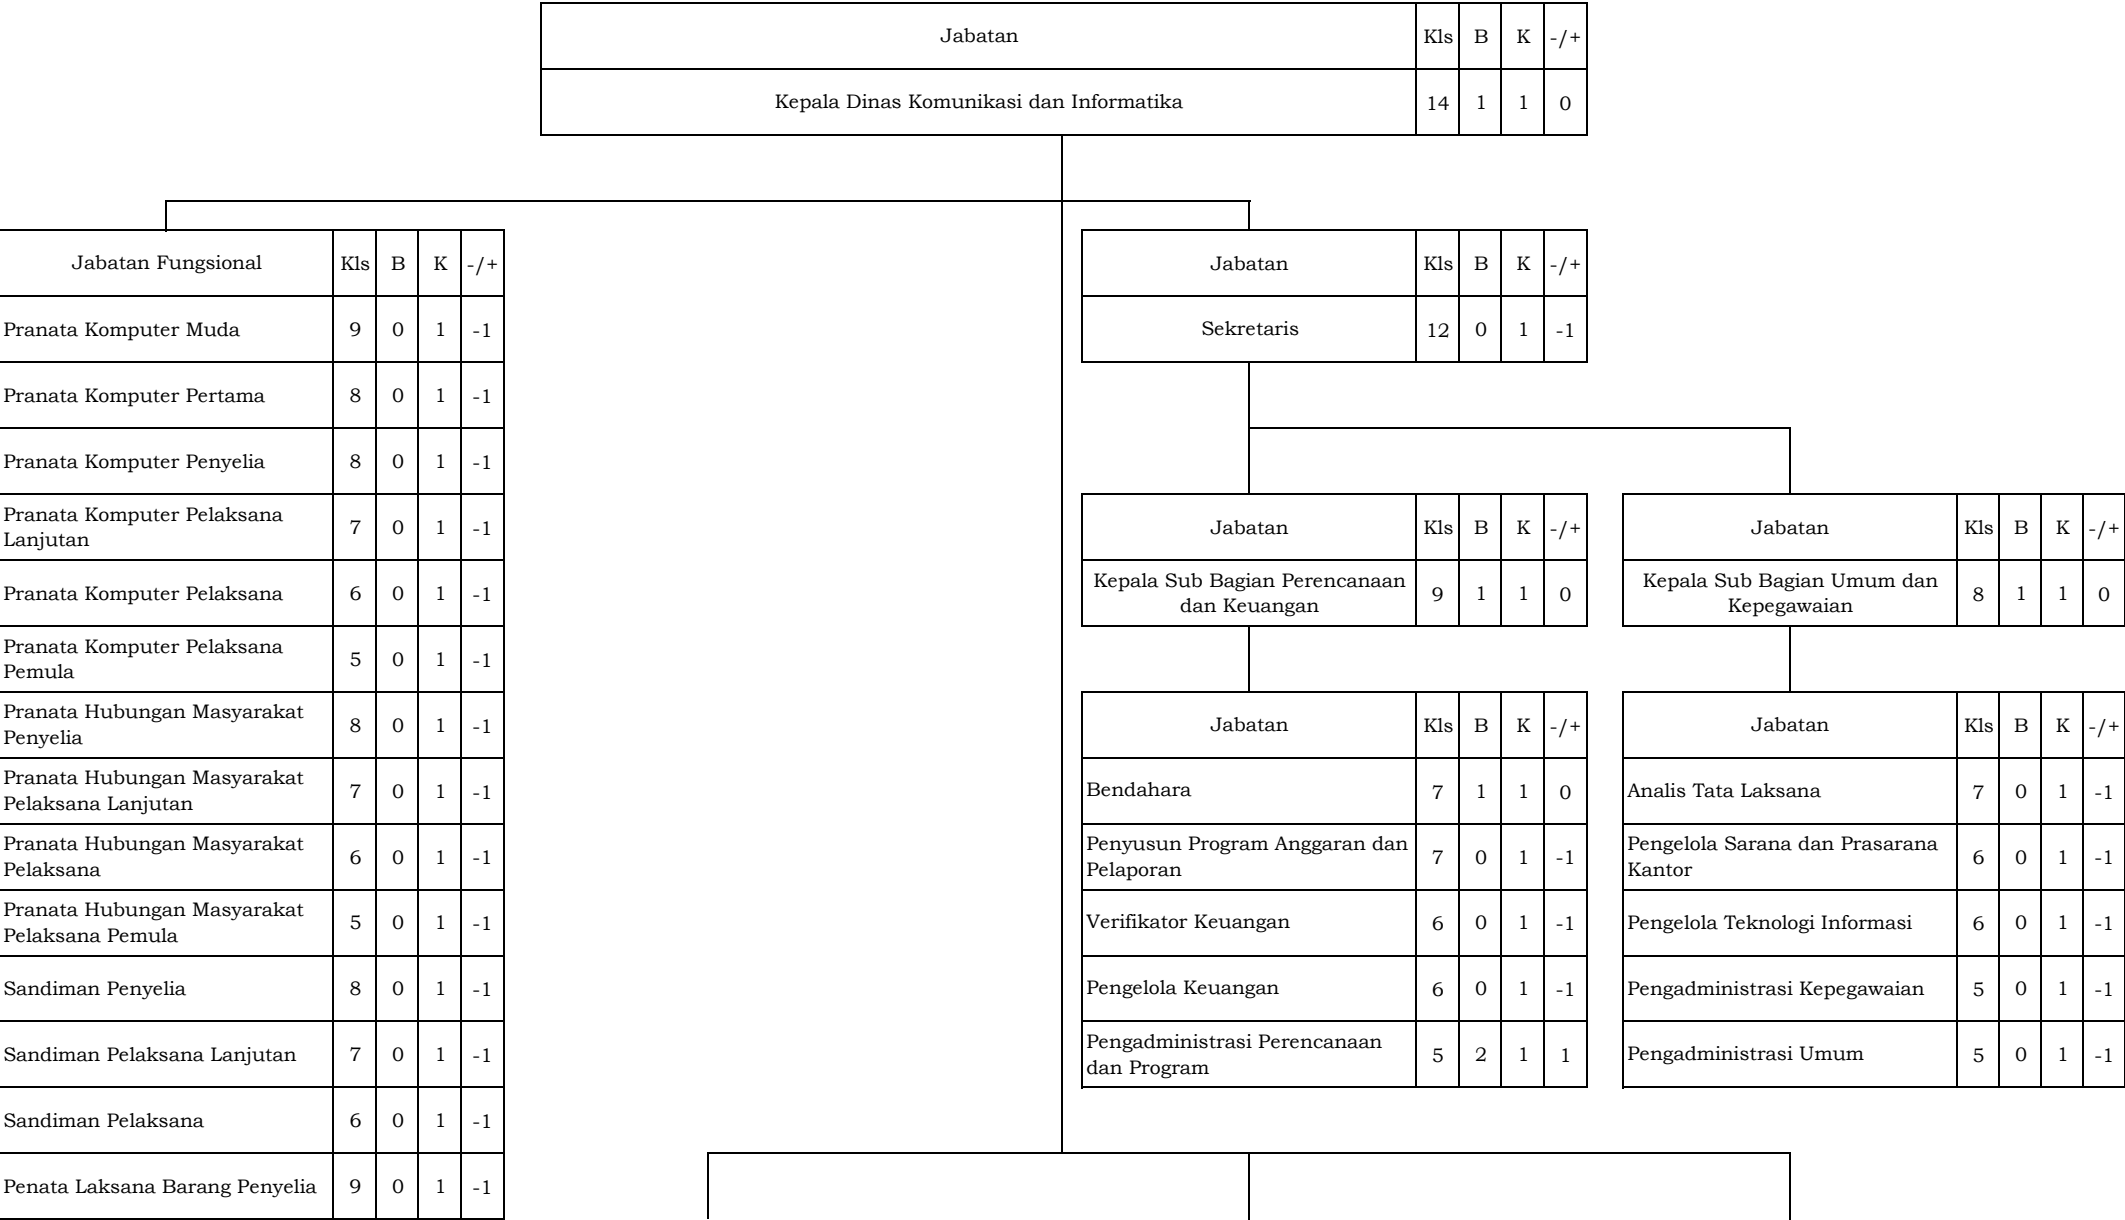 Jabatan Kls B K -/+
Kepala Dinas Komunikasi dan Informatika 14 1 1 0
Jabatan Fungsional Kls B K -/+
Pranata Komputer Muda 9 0 1 -1
Pranata Komputer Pertama 8 0 1 -1
Pranata Komputer Penyelia 8 0 1 -1
Pranata Komputer Pelaksana
Lanjutan 7 0 1 -1
Pranata Komputer Pelaksana 6 0 1 -1
Pranata Komputer Pelaksana
Pemula 5 0 1 -1
Pranata Hubungan Masyarakat
Penyelia 8 0 1 -1
Pranata Hubungan Masyarakat
Pelaksana Lanjutan 7 0 1 -1
Pranata Hubungan Masyarakat
Pelaksana 6 0 1 -1
Pranata Hubungan Masyarakat
Pelaksana Pemula 5 0 1 -1
Sandiman Penyelia 8 0 1 -1
Sandiman Pelaksana Lanjutan 7 0 1 -1
Sandiman Pelaksana 6 0 1 -1
Penata Laksana Barang Penyelia 9 0 1 -1
Jabatan Kls B K -/+
Sekretaris 12 0 1 -1
Jabatan Kls B K -/+
Kepala Sub Bagian Perencanaan
dan Keuangan 9 1 1 0
Jabatan Kls B K -/+
Bendahara 7 1 1 0
Penyusun Program Anggaran dan
Pelaporan 7 0 1 -1
Verifikator Keuangan 6 0 1 -1
Pengelola Keuangan 6 0 1 -1
Pengadministrasi Perencanaan
dan Program 5 2 1 1
Jabatan Kls B K -/+
Kepala Sub Bagian Umum dan
Kepegawaian 8 1 1 0
Jabatan Kls B K -/+
Analis Tata Laksana 7 0 1 -1
Pengelola Sarana dan Prasarana
Kantor 6 0 1 -1
Pengelola Teknologi Informasi 6 0 1 -1
Pengadministrasi Kepegawaian 5 0 1 -1
Pengadministrasi Umum 5 0 1 -1